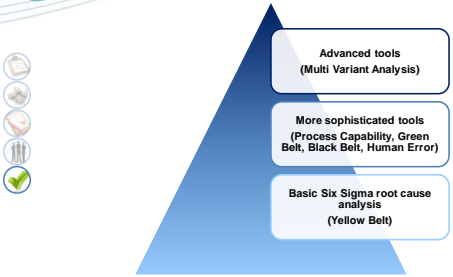 Advanced tools
(Multi Variant Analysis)
More sophisticated tools
(Process Capability, Green
Belt, Black Belt, Human Error)
Basic Six Sigma root cause
analysis
(Yellow Belt)